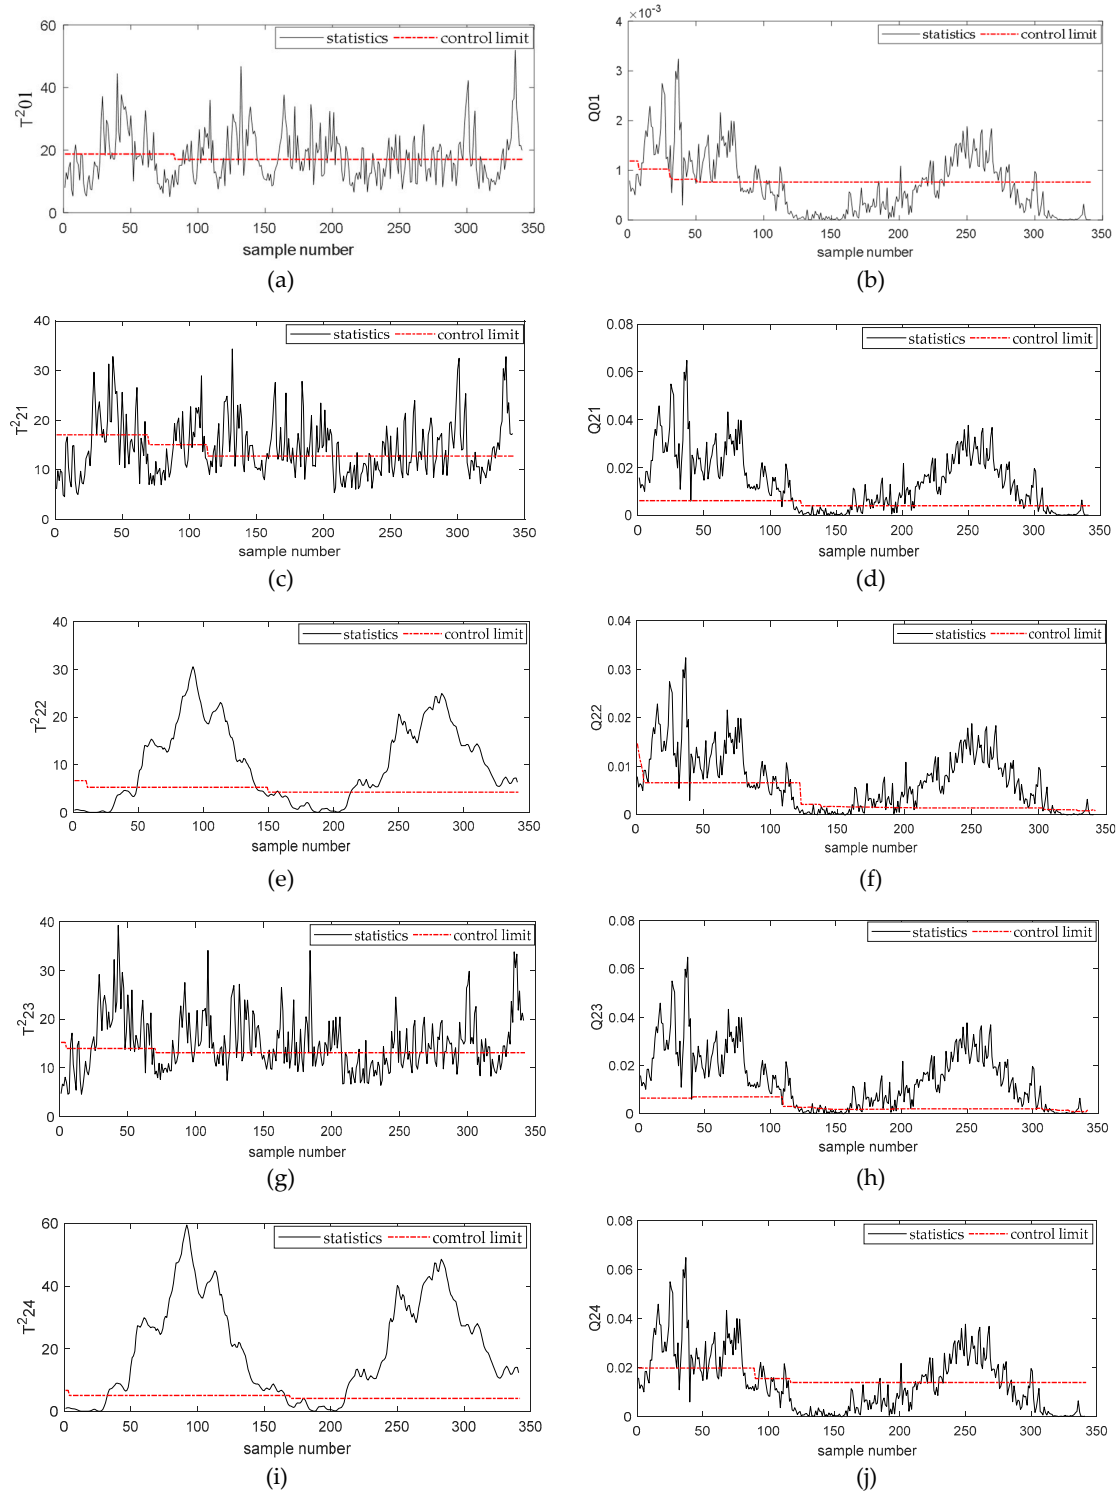 60
40
20
0
0 50 100 150 200 250 300 350
T²01
sample number
statistics control limit
(a)
×10⁻³
4
3
2
1
0
0 50 100 150 200 250 300 350
Q01
sample number
statistics control limit
(b)
40
30
20
10
0
0 50 100 150 200 250 300 350
T²21
sample number
statistics control limit
(c)
0.08
0.06
0.04
0.02
0
0 50 100 150 200 250 300 350
Q21
sample number
statistics control limit
(d)
40
30
20
10
0
0 50 100 150 200 250 300 350
T²22
sample number
statistics control limit
(e)
0.04
0.03
0.02
0.01
0
0 50 100 150 200 250 300 350
Q22
sample number
statistics control limit
(f)
40
30
20
10
0
0 50 100 150 200 250 300 350
T²23
sample number
statistics control limit
(g)
0.08
0.06
0.04
0.02
0
0 50 100 150 200 250 300 350
Q23
sample number
statistics control limit
(h)
60
40
20
0
0 50 100 150 200 250 300 350
T²24
sample number
statistics comtrol limit
(i)
0.08
0.06
0.04
0.02
0
0 50 100 150 200 250 300 350
Q24
sample number
statistics control limit
(j)